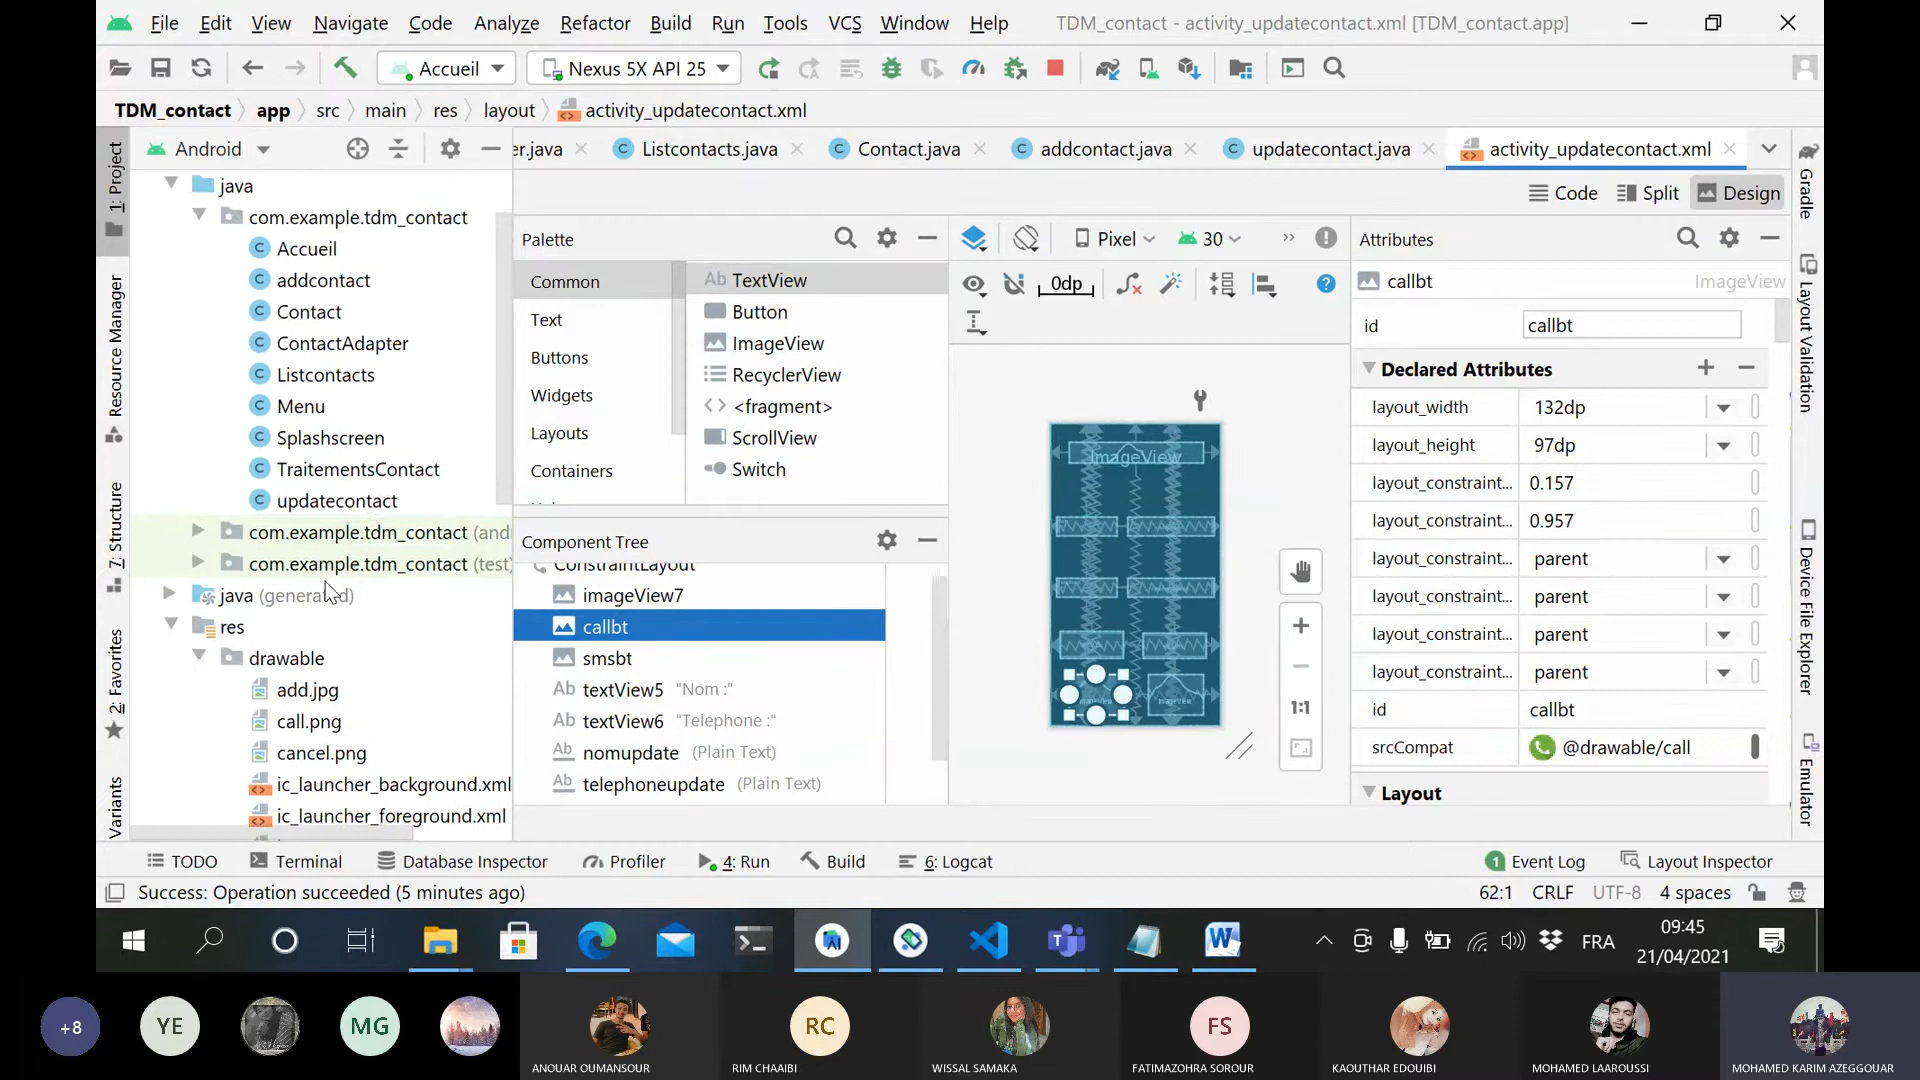 File Edit View Navigate Code Analyze Refactor Build Run Tools VCS Window Help TDM_contact - activity_updatecontact.xml [TDM_contact.app]
Accueil Nexus 5X API 25
TDM_contact app src main res layout activity_updatecontact.xml
Android er.java Listcontacts.java Contact.java addcontact.java updatecontact.java activity_updatecontact.xml
Code Split Design
1: Project
Resource Manager
7: Structure
2: Favorites
Variants
java
com.example.tdm_contact
Accueil
addcontact
Contact
ContactAdapter
Listcontacts
Menu
Splashscreen
TraitementsContact
updatecontact
com.example.tdm_contact (and
com.example.tdm_contact (test)
java (generated)
res
drawable
add.jpg
call.png
cancel.png
ic_launcher_background.xml
ic_launcher_foreground.xml
Palette
Common
Text
Buttons
Widgets
Layouts
Containers
Ab TextView
Button
ImageView
RecyclerView
<> <fragment>
ScrollView
Switch
Component Tree
ConstraintLayout
imageView7
callbt
smsbt
Ab textView5 "Nom :"
Ab textView6 "Telephone :"
Ab nomupdate (Plain Text)
Ab telephoneupdate (Plain Text)
Pixel 30 »
0dp ?
ImageView
ImageView ImageView
1:1
Attributes
callbt ImageView
id callbt
Declared Attributes
layout_width 132dp
layout_height 97dp
layout_constraint... 0.157
layout_constraint... 0.957
layout_constraint... parent
layout_constraint... parent
layout_constraint... parent
layout_constraint... parent
id callbt
srcCompat @drawable/call
Layout
Gradle
Layout Validation
Device File Explorer
Emulator
TODO Terminal Database Inspector Profiler 4: Run Build 6: Logcat 1 Event Log Layout Inspector
Success: Operation succeeded (5 minutes ago) 62:1 CRLF UTF-8 4 spaces
W FRA 09:45
21/04/2021
+8 YE MG RC FS
ANOUAR OUMANSOUR RIM CHAAIBI WISSAL SAMAKA FATIMAZOHRA SOROUR KAOUTHAR EDOUIBI MOHAMED LAAROUSSI MOHAMED KARIM AZEGGOUAR